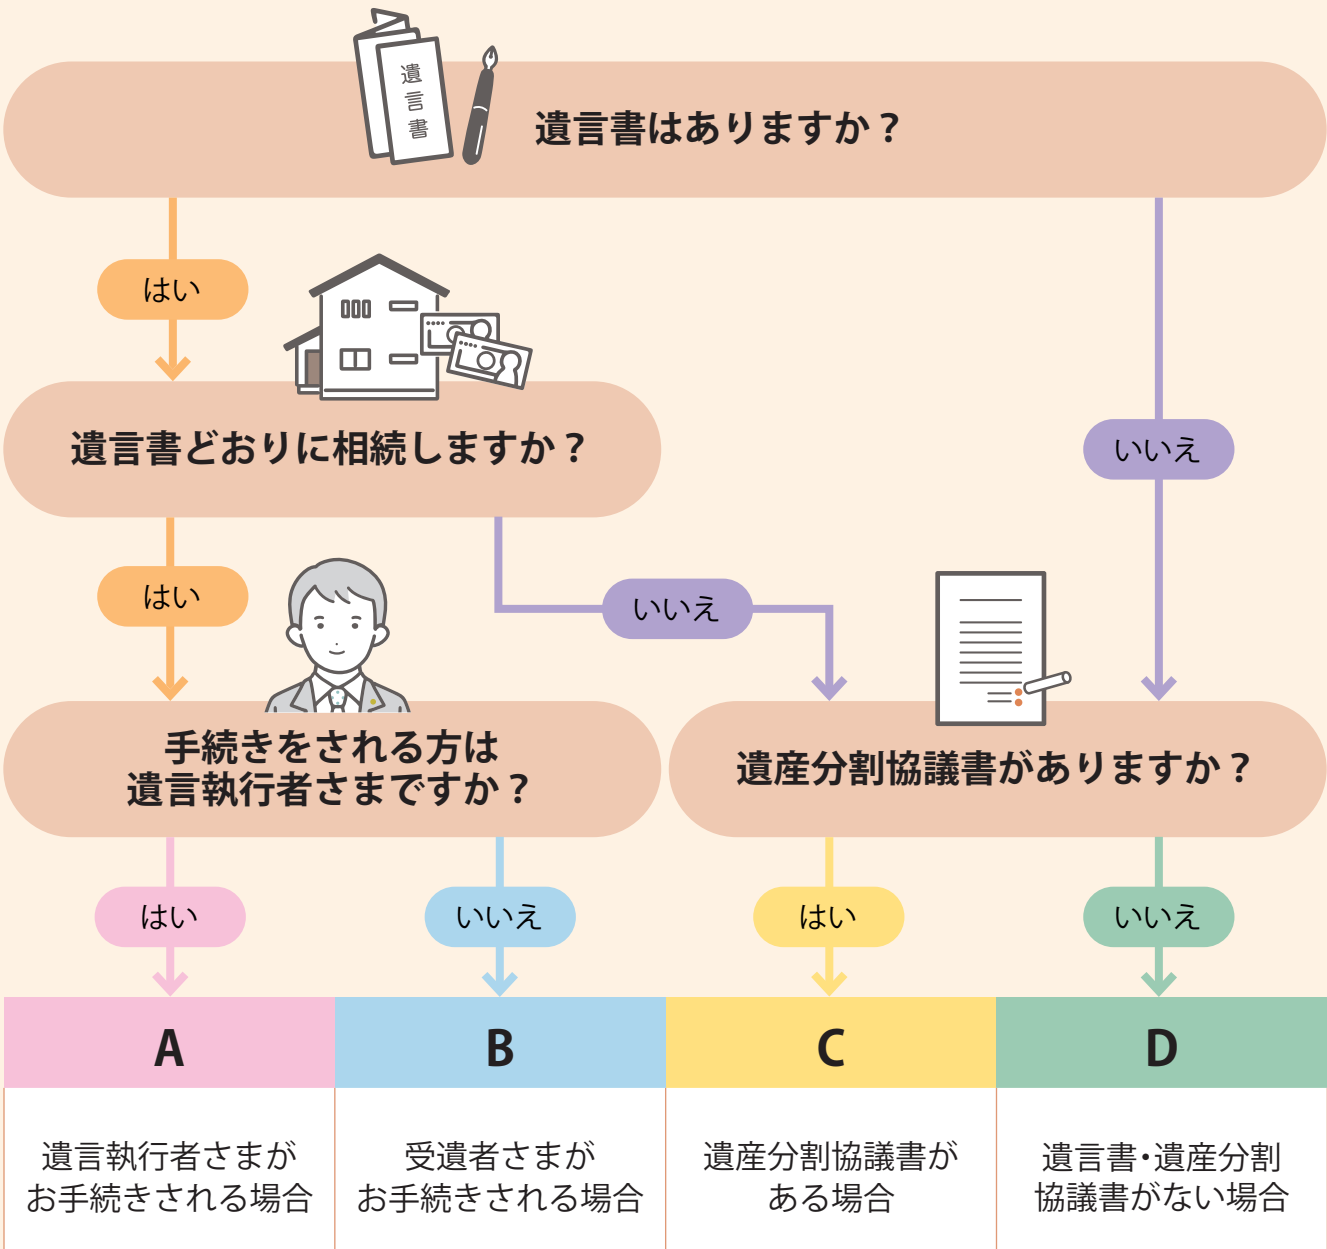 遺言書
遺言書はありますか？
はい
いいえ
遺言書どおりに相続しますか？
はい
いいえ
手続きをされる方は
遺言執行者さまですか？
遺産分割協議書がありますか？
はい
いいえ
はい
いいえ
A
B
C
D
遺言執行者さまが
お手続きされる場合
受遺者さまが
お手続きされる場合
遺産分割協議書が
ある場合
遺言書・遺産分割
協議書がない場合